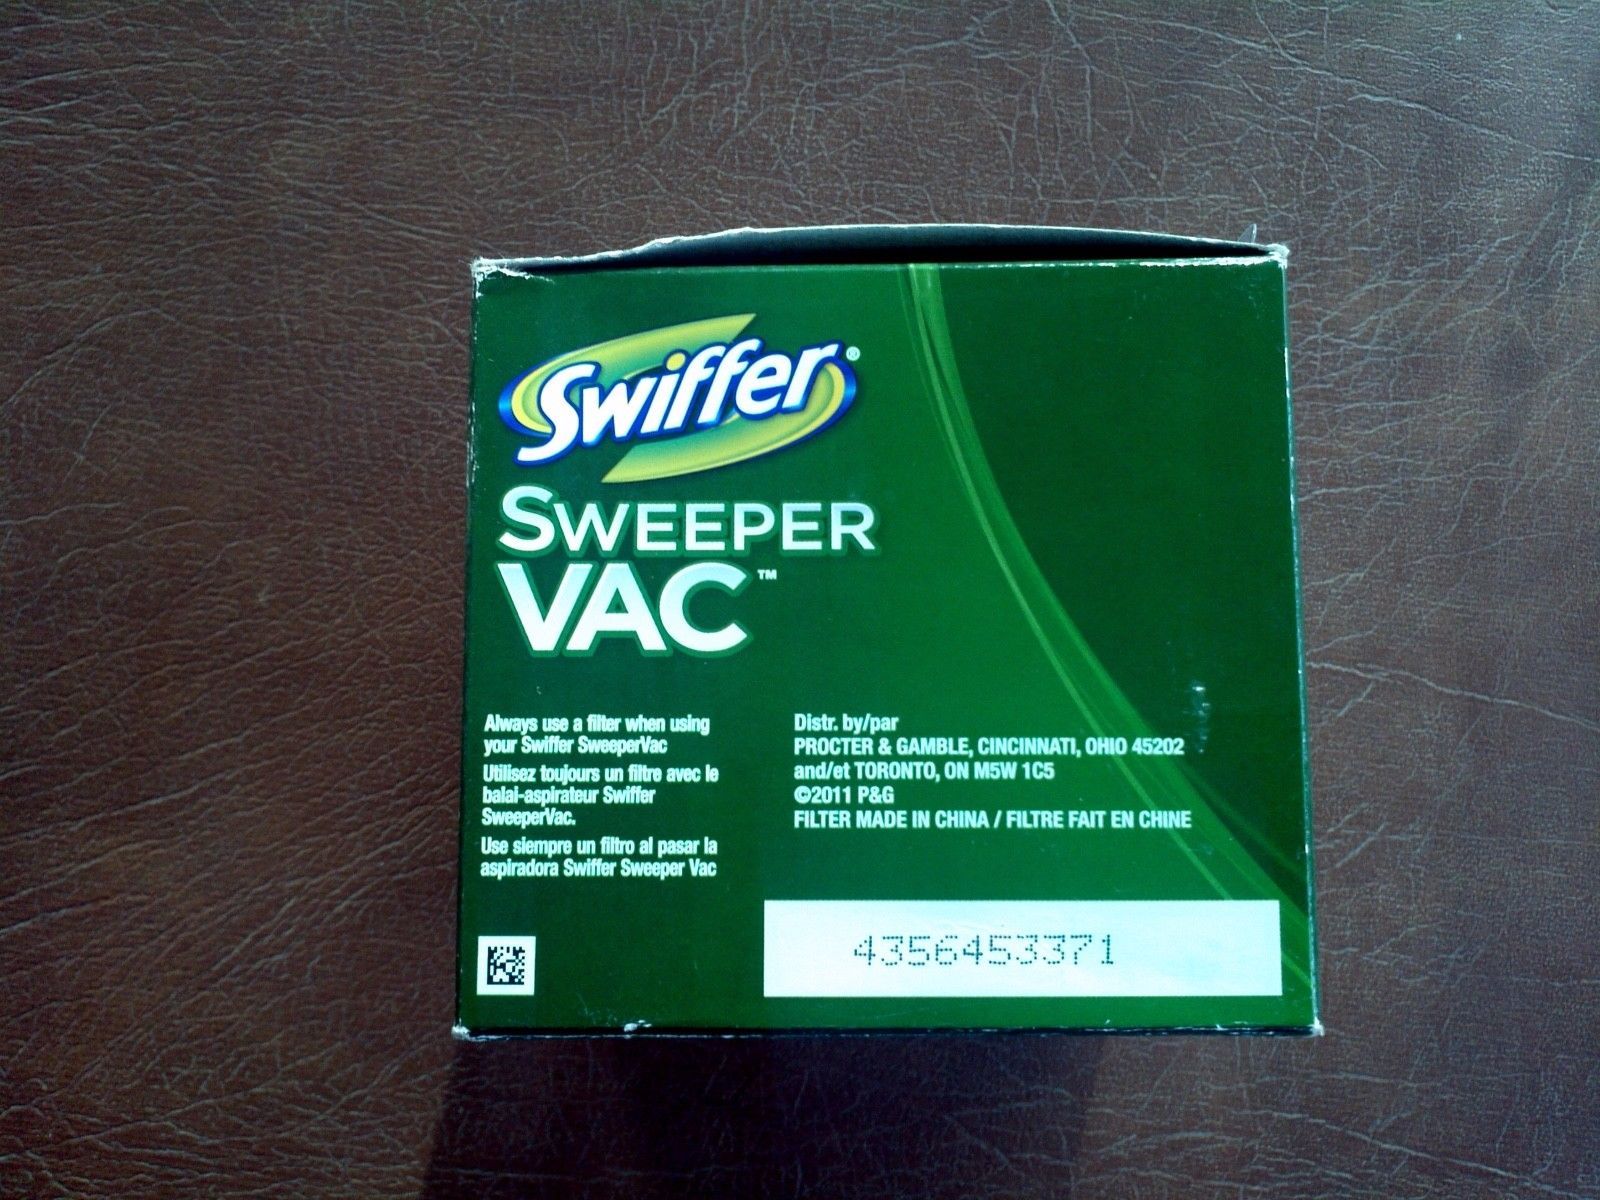 Swiffer®
SWEEPER
VAC™
Always use a filter when using
your Swiffer SweeperVac
Utilisez toujours un filtre avec le
balai-aspirateur Swiffer
SweeperVac.
Use siempre un filtro al pasar la
aspiradora Swiffer Sweeper Vac
Distr. by/par
PROCTER & GAMBLE, CINCINNATI, OHIO 45202
and/et TORONTO, ON M5W 1C5
©2011 P&G
FILTER MADE IN CHINA / FILTRE FAIT EN CHINE
4356453371